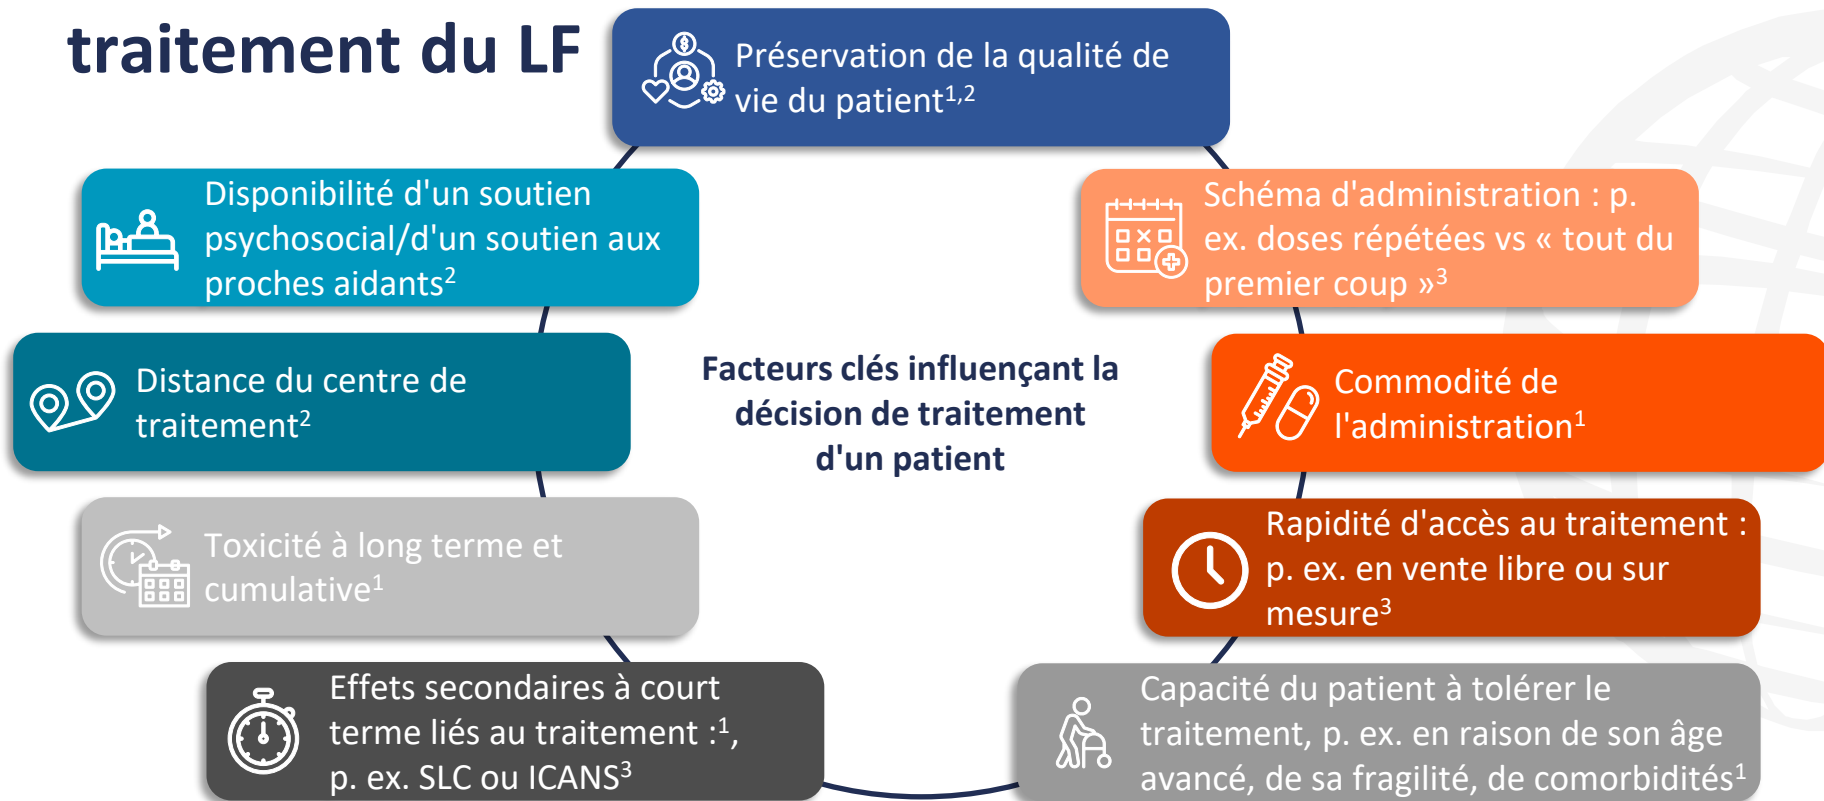 traitement du LF
Préservation de la qualité de
vie du patient1,2
Disponibilité d'un soutien
psychosocial/d'un soutien aux
proches aidants2
Schéma d'administration : p.
ex. doses répétées vs « tout du
premier coup »3
Distance du centre de
traitement2
Facteurs clés influençant la
décision de traitement
d'un patient
Commodité de
l'administration1
Toxicité à long terme et
cumulative1
Rapidité d'accès au traitement :
p. ex. en vente libre ou sur
mesure3
Effets secondaires à court
terme liés au traitement :1,
p. ex. SLC ou ICANS3
Capacité du patient à tolérer le
traitement, p. ex. en raison de son âge
avancé, de sa fragilité, de comorbidités1